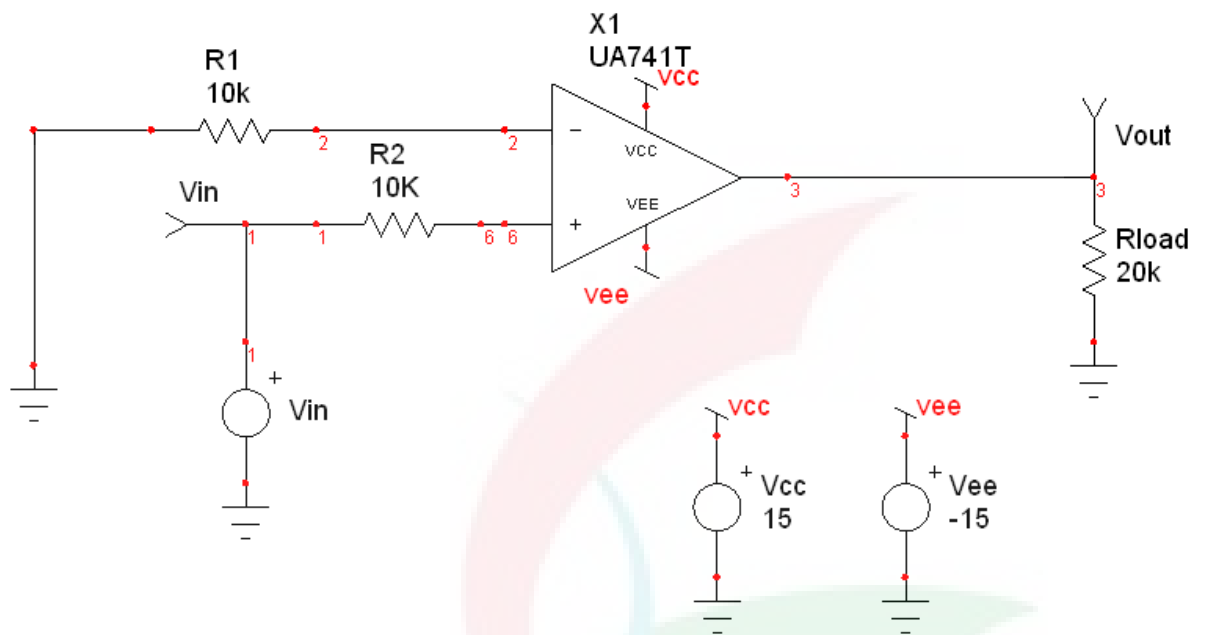 X1
UA741T
R1
10k
vcc
2
2
−
VCC
Vout
R2
10K
Vin
1
1
6
6
+
VEE
3
3
Rload
20k
vee
1
+
Vin
vcc
vee
+
Vcc
15
+
Vee
-15